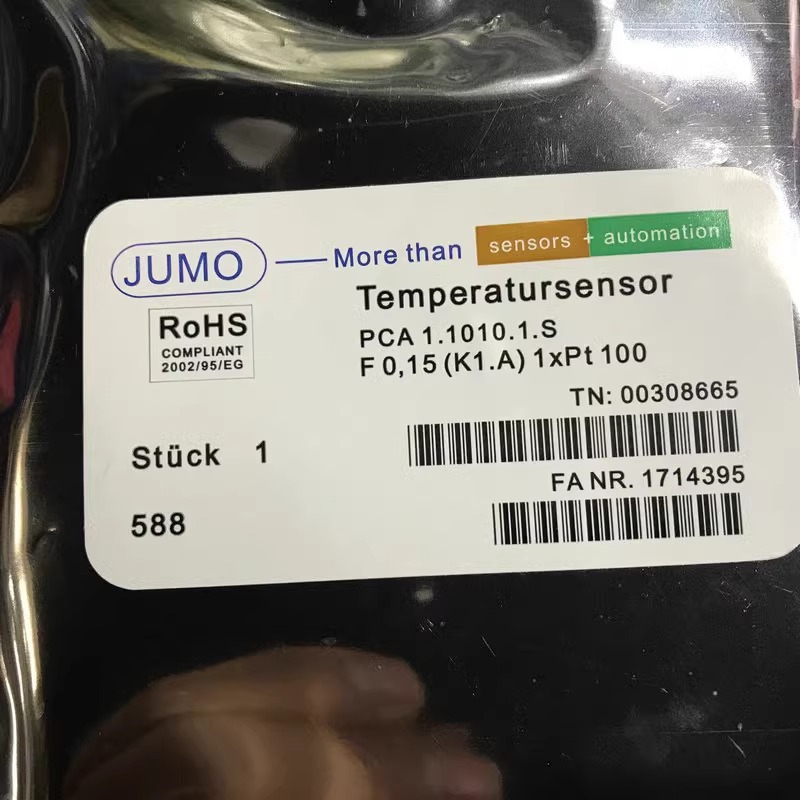 JUMO More than sensors + automation
RoHS
COMPLIANT
2002/95/EG
Temperatursensor
PCA 1.1010.1.S
F 0,15 (K1.A) 1xPt 100
TN: 00308665
Stück 1
FA NR. 1714395
588